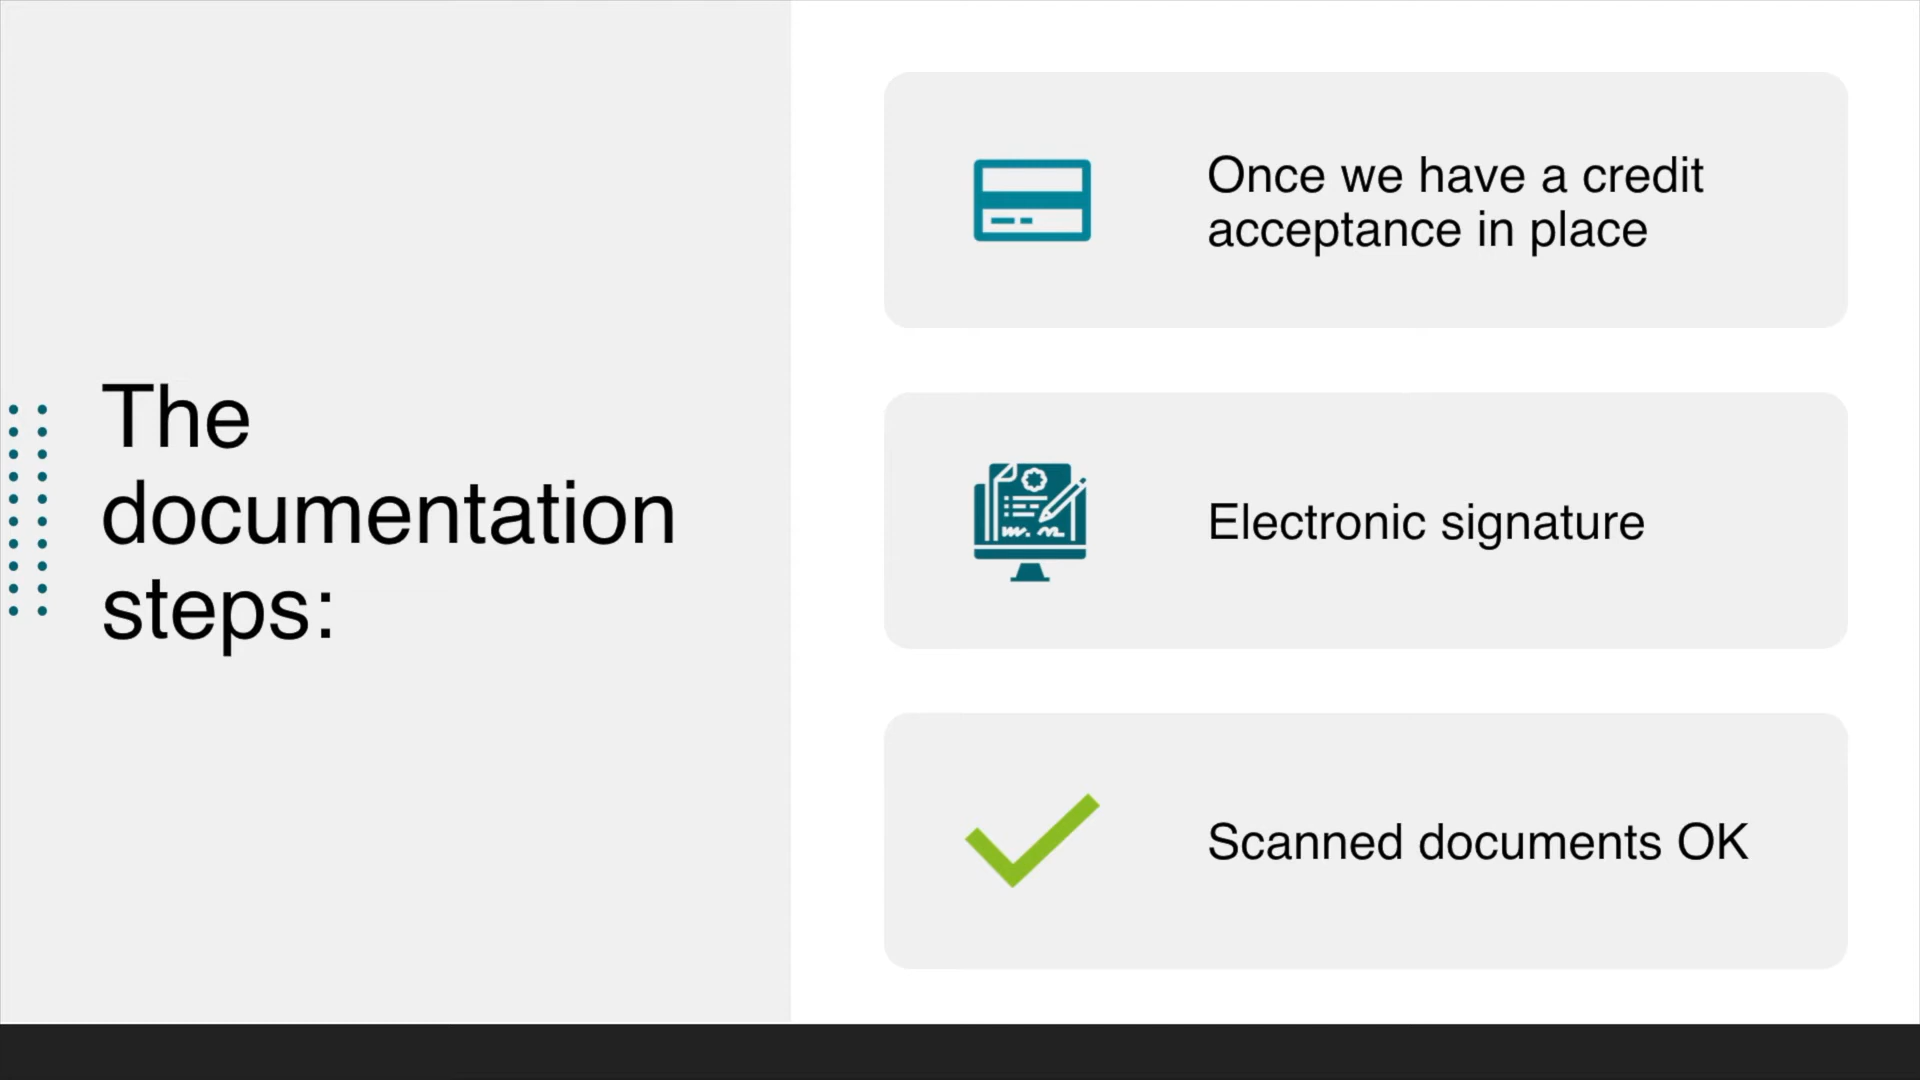 The
documentation
steps:
Once we have a credit
acceptance in place
Electronic signature
Scanned documents OK